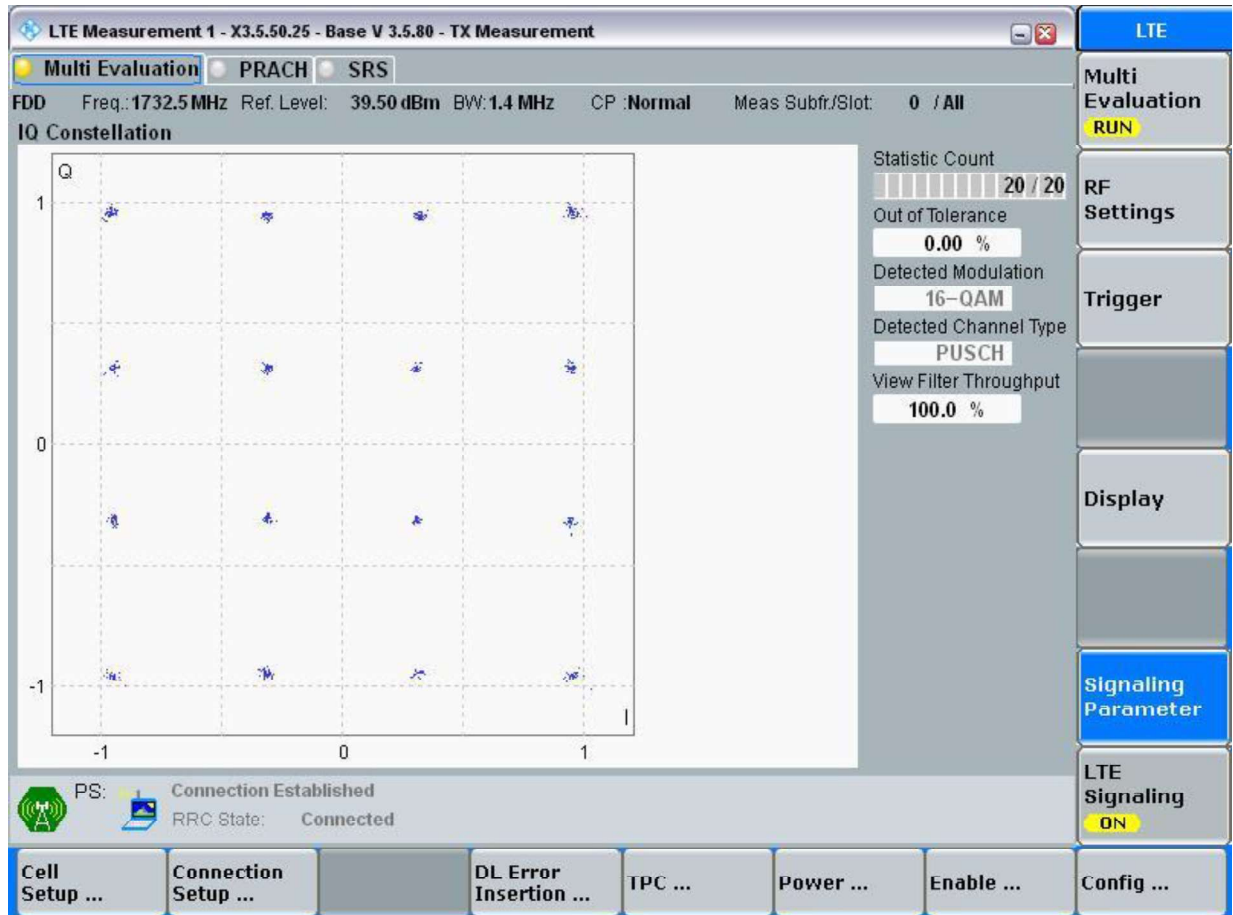 LTE Measurement 1 - X3.5.50.25 - Base V 3.5.80 - TX Measurement
LTE
Multi Evaluation PRACH SRS
FDD Freq.: 1732.5 MHz Ref. Level: 39.50 dBm BW: 1.4 MHz CP : Normal Meas Subfr./Slot: 0 / All
IQ Constellation
Q
1
0
-1
-1 0 1
I
Statistic Count
20 / 20
Out of Tolerance
0.00 %
Detected Modulation
16-QAM
Detected Channel Type
PUSCH
View Filter Throughput
100.0 %
Multi
Evaluation
RUN
RF
Settings
Trigger
Display
Signaling
Parameter
LTE
Signaling
ON
PS: Connection Established
RRC State: Connected
Cell
Setup ...
Connection
Setup ...
DL Error
Insertion ...
TPC ...
Power ...
Enable ...
Config ...